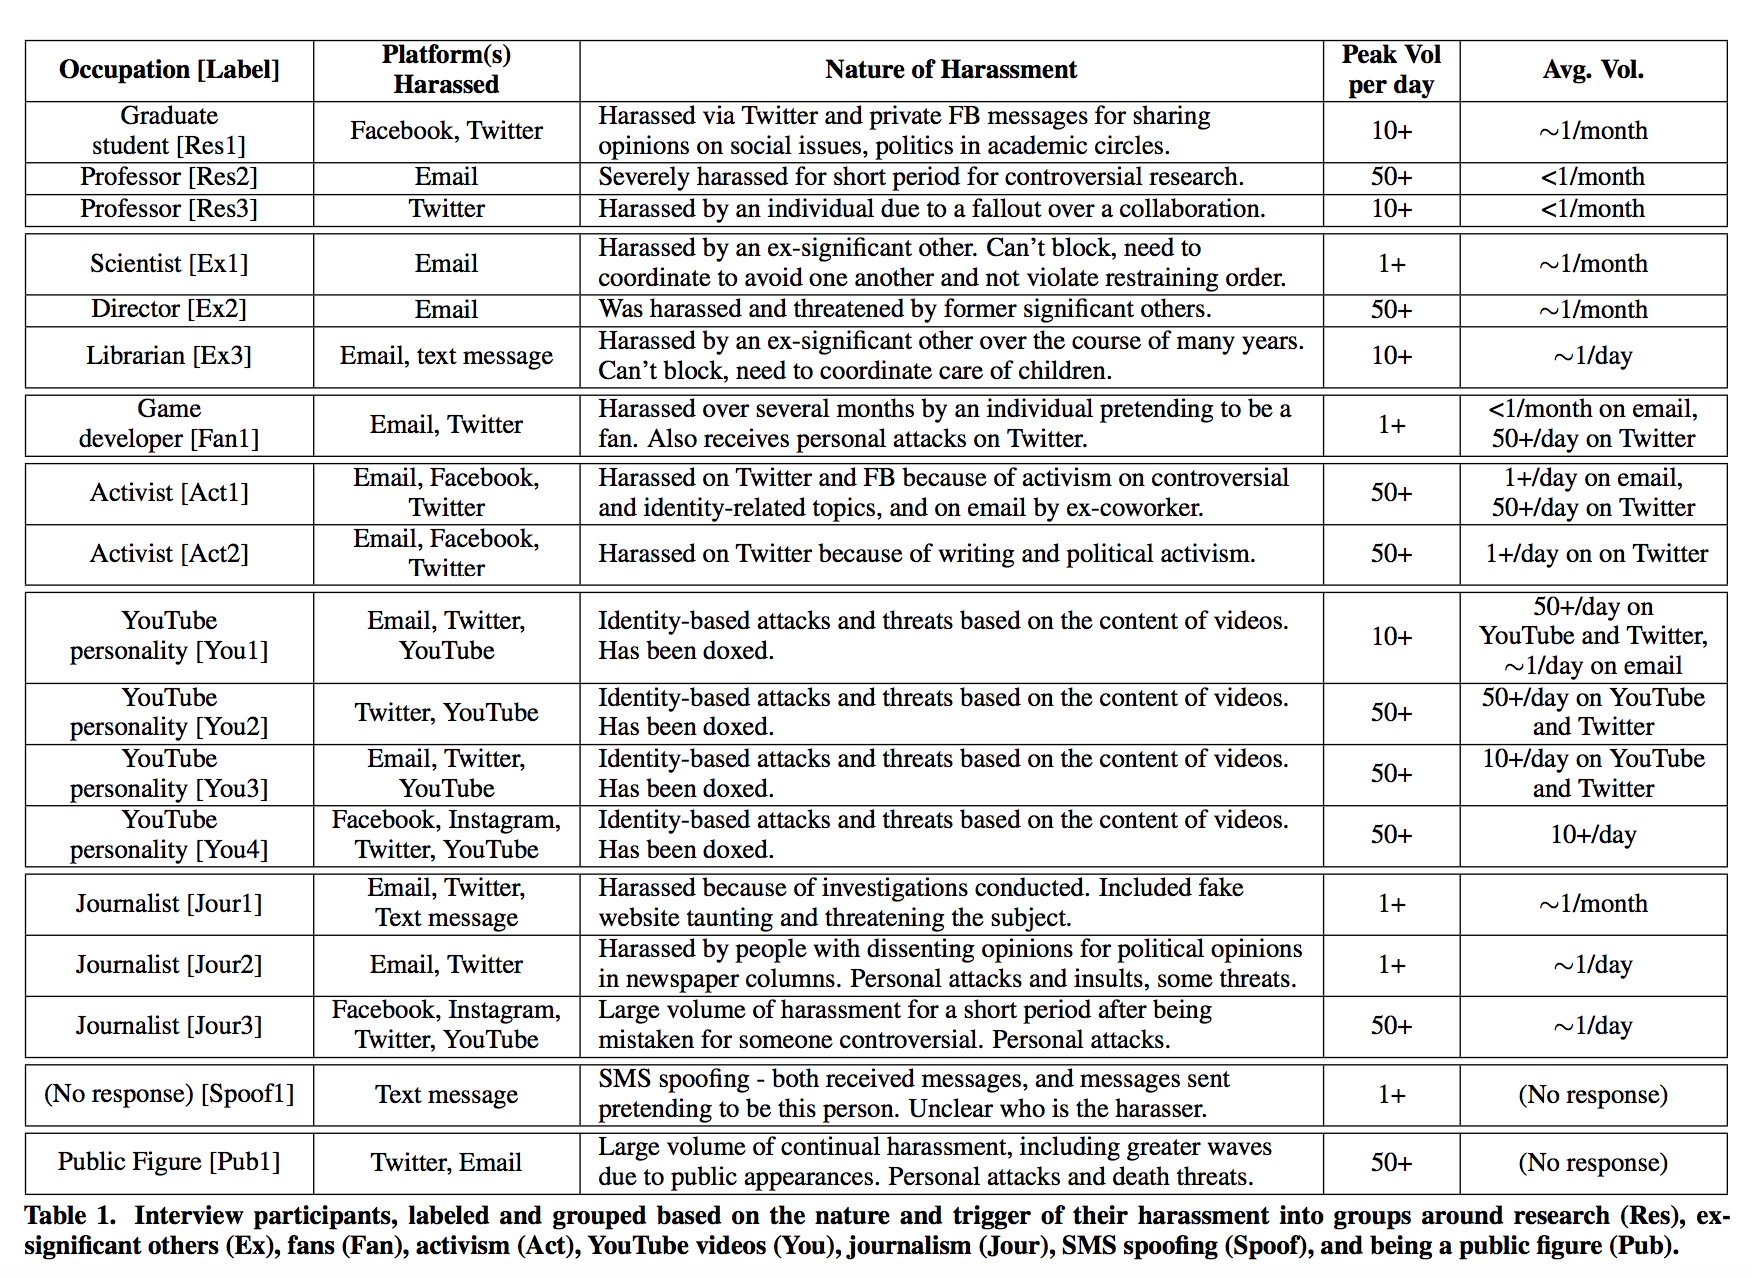 Occupation [Label]
Platform(s)
Harassed
Nature of Harassment
Peak Vol
per day
Avg. Vol.
Graduate
student [Res1]
Facebook, Twitter
Harassed via Twitter and private FB messages for sharing
opinions on social issues, politics in academic circles.
10+
∼1/month
Professor [Res2]
Email
Severely harassed for short period for controversial research.
50+
<1/month
Professor [Res3]
Twitter
Harassed by an individual due to a fallout over a collaboration.
10+
<1/month
Scientist [Ex1]
Email
Harassed by an ex-significant other. Can't block, need to
coordinate to avoid one another and not violate restraining order.
1+
∼1/month
Director [Ex2]
Email
Was harassed and threatened by former significant others.
50+
∼1/month
Librarian [Ex3]
Email, text message
Harassed by an ex-significant other over the course of many years.
Can't block, need to coordinate care of children.
10+
∼1/day
Game
developer [Fan1]
Email, Twitter
Harassed over several months by an individual pretending to be a
fan. Also receives personal attacks on Twitter.
1+
<1/month on email,
50+/day on Twitter
Activist [Act1]
Email, Facebook,
Twitter
Harassed on Twitter and FB because of activism on controversial
and identity-related topics, and on email by ex-coworker.
50+
1+/day on email,
50+/day on Twitter
Activist [Act2]
Email, Facebook,
Twitter
Harassed on Twitter because of writing and political activism.
50+
1+/day on on Twitter
YouTube
personality [You1]
Email, Twitter,
YouTube
Identity-based attacks and threats based on the content of videos.
Has been doxed.
10+
50+/day on
YouTube and Twitter,
∼1/day on email
YouTube
personality [You2]
Twitter, YouTube
Identity-based attacks and threats based on the content of videos.
Has been doxed.
50+
50+/day on YouTube
and Twitter
YouTube
personality [You3]
Email, Twitter,
YouTube
Identity-based attacks and threats based on the content of videos.
Has been doxed.
50+
10+/day on YouTube
and Twitter
YouTube
personality [You4]
Facebook, Instagram,
Twitter, YouTube
Identity-based attacks and threats based on the content of videos.
Has been doxed.
50+
10+/day
Journalist [Jour1]
Email, Twitter,
Text message
Harassed because of investigations conducted. Included fake
website taunting and threatening the subject.
1+
∼1/month
Journalist [Jour2]
Email, Twitter
Harassed by people with dissenting opinions for political opinions
in newspaper columns. Personal attacks and insults, some threats.
1+
∼1/day
Journalist [Jour3]
Facebook, Instagram,
Twitter, YouTube
Large volume of harassment for a short period after being
mistaken for someone controversial. Personal attacks.
50+
∼1/day
(No response) [Spoof1]
Text message
SMS spoofing - both received messages, and messages sent
pretending to be this person. Unclear who is the harasser.
1+
(No response)
Public Figure [Pub1]
Twitter, Email
Large volume of continual harassment, including greater waves
due to public appearances. Personal attacks and death threats.
50+
(No response)
Table 1. Interview participants, labeled and grouped based on the nature and trigger of their harassment into groups around research (Res), ex-
significant others (Ex), fans (Fan), activism (Act), YouTube videos (You), journalism (Jour), SMS spoofing (Spoof), and being a public figure (Pub).